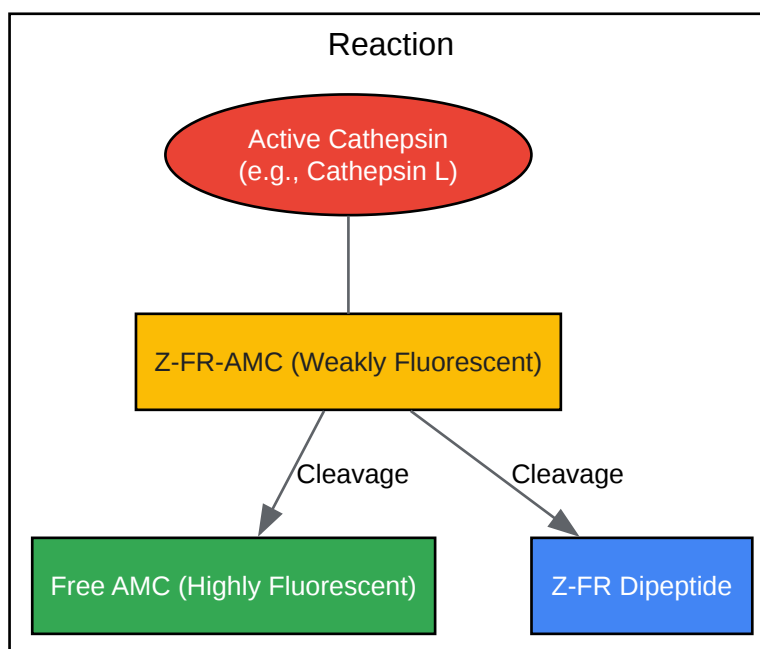 Reaction
Active Cathepsin
(e.g., Cathepsin L)
Z-FR-AMC (Weakly Fluorescent)
Cleavage
Cleavage
Free AMC (Highly Fluorescent)
Z-FR Dipeptide